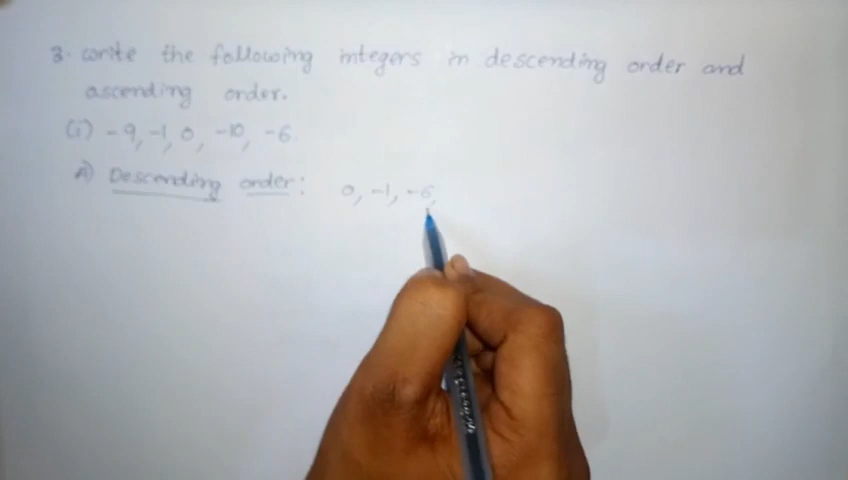 3. write the following integers in descending order and
ascending order.
(i) -9, -1, 0, -10, -6
A) Descending order: 0, -1, -6,